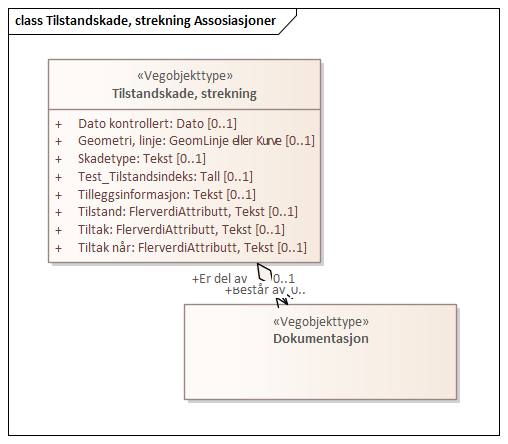 class Tilstandskade, strekning Assosiasjoner
«Vegobjekttype»
Tilstandskade, strekning
+ Dato kontrollert: Dato [0..1]
+ Geometri, linje: GeomLinje eller Kurve [0..1]
+ Skadetype: Tekst [0..1]
+ Test_Tilstandsindeks: Tall [0..1]
+ Tilleggsinformasjon: Tekst [0..1]
+ Tilstand: FlerverdiAttributt, Tekst [0..1]
+ Tiltak: FlerverdiAttributt, Tekst [0..1]
+ Tiltak når: FlerverdiAttributt, Tekst [0..1]
+Er del av 0..1
+Består av 0..
«Vegobjekttype»
Dokumentasjon